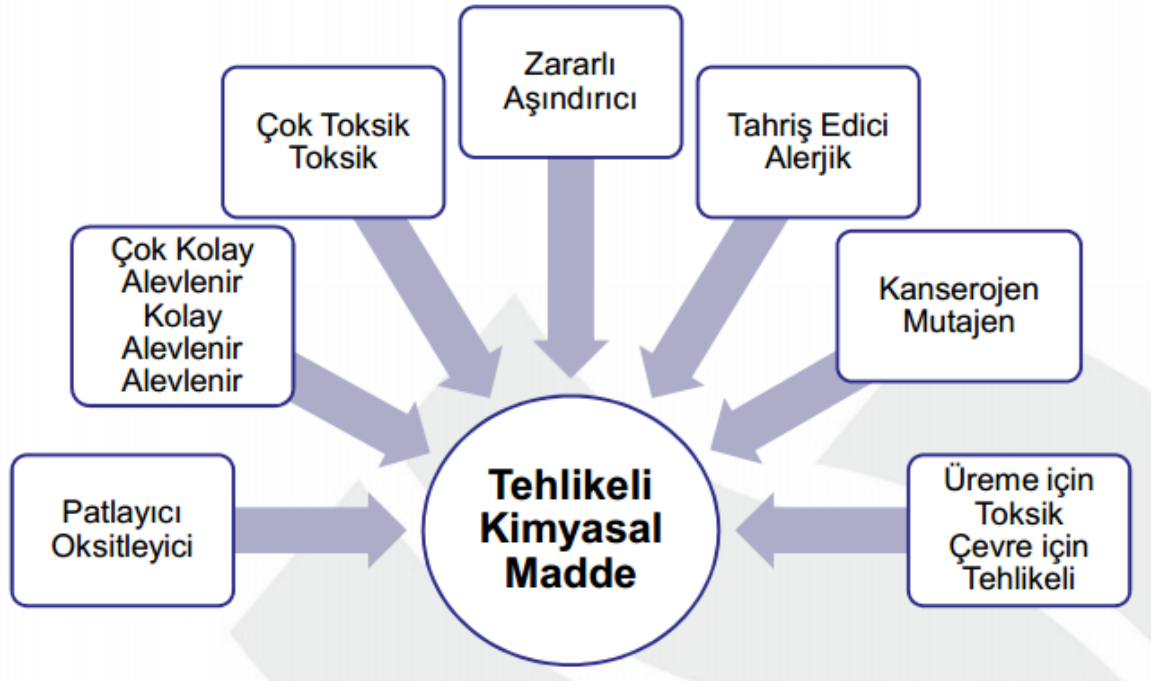 Zararlı
Aşındırıcı
Çok Toksik
Toksik
Tahriş Edici
Alerjik
Çok Kolay
Alevlenir
Kolay
Alevlenir
Alevlenir
Kanserojen
Mutajen
Patlayıcı
Oksitleyici
Tehlikeli
Kimyasal
Madde
Üreme için
Toksik
Çevre için
Tehlikeli